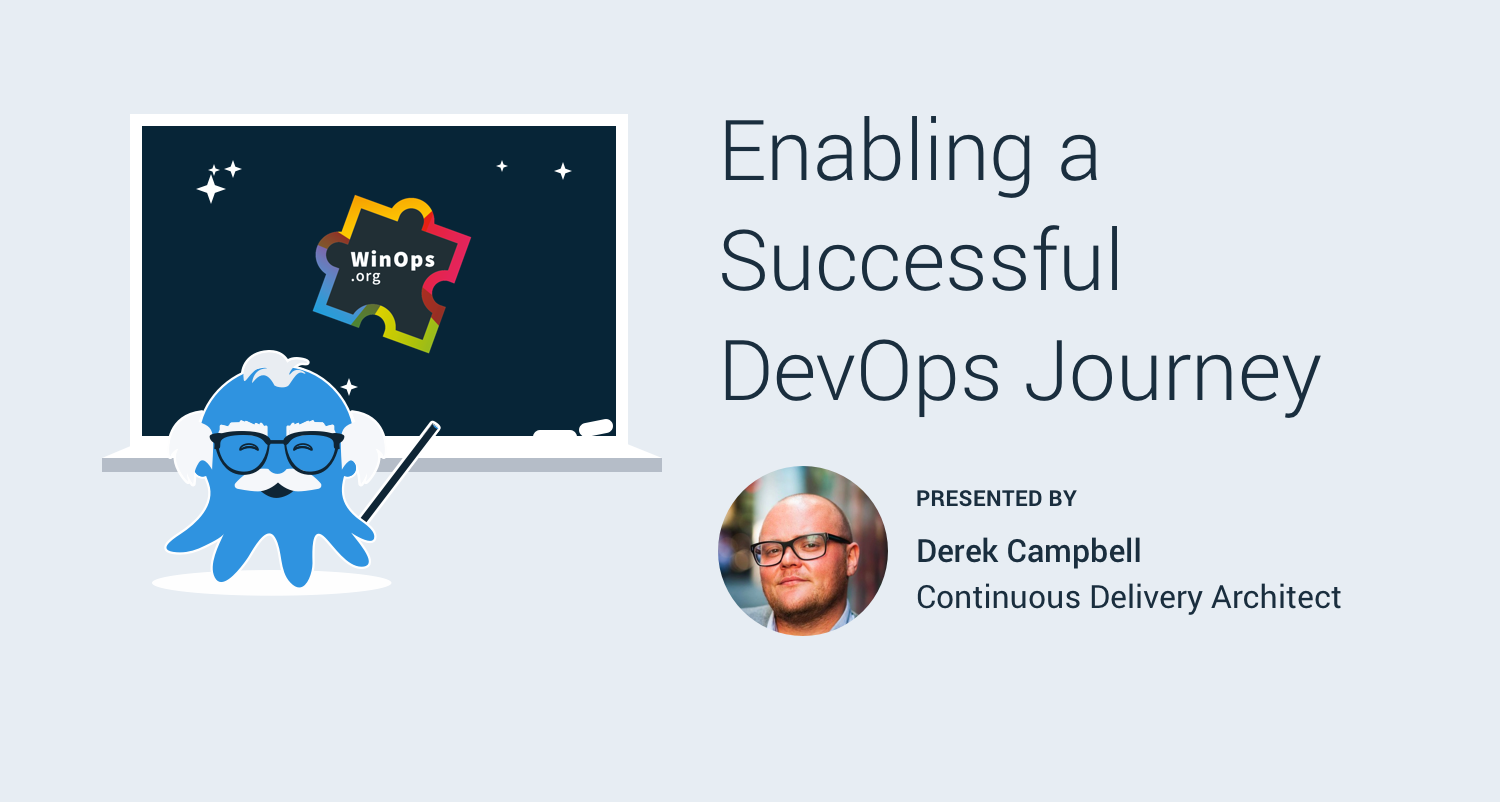 WinOps
.org
Enabling a
Successful
DevOps Journey
PRESENTED BY
Derek Campbell
Continuous Delivery Architect